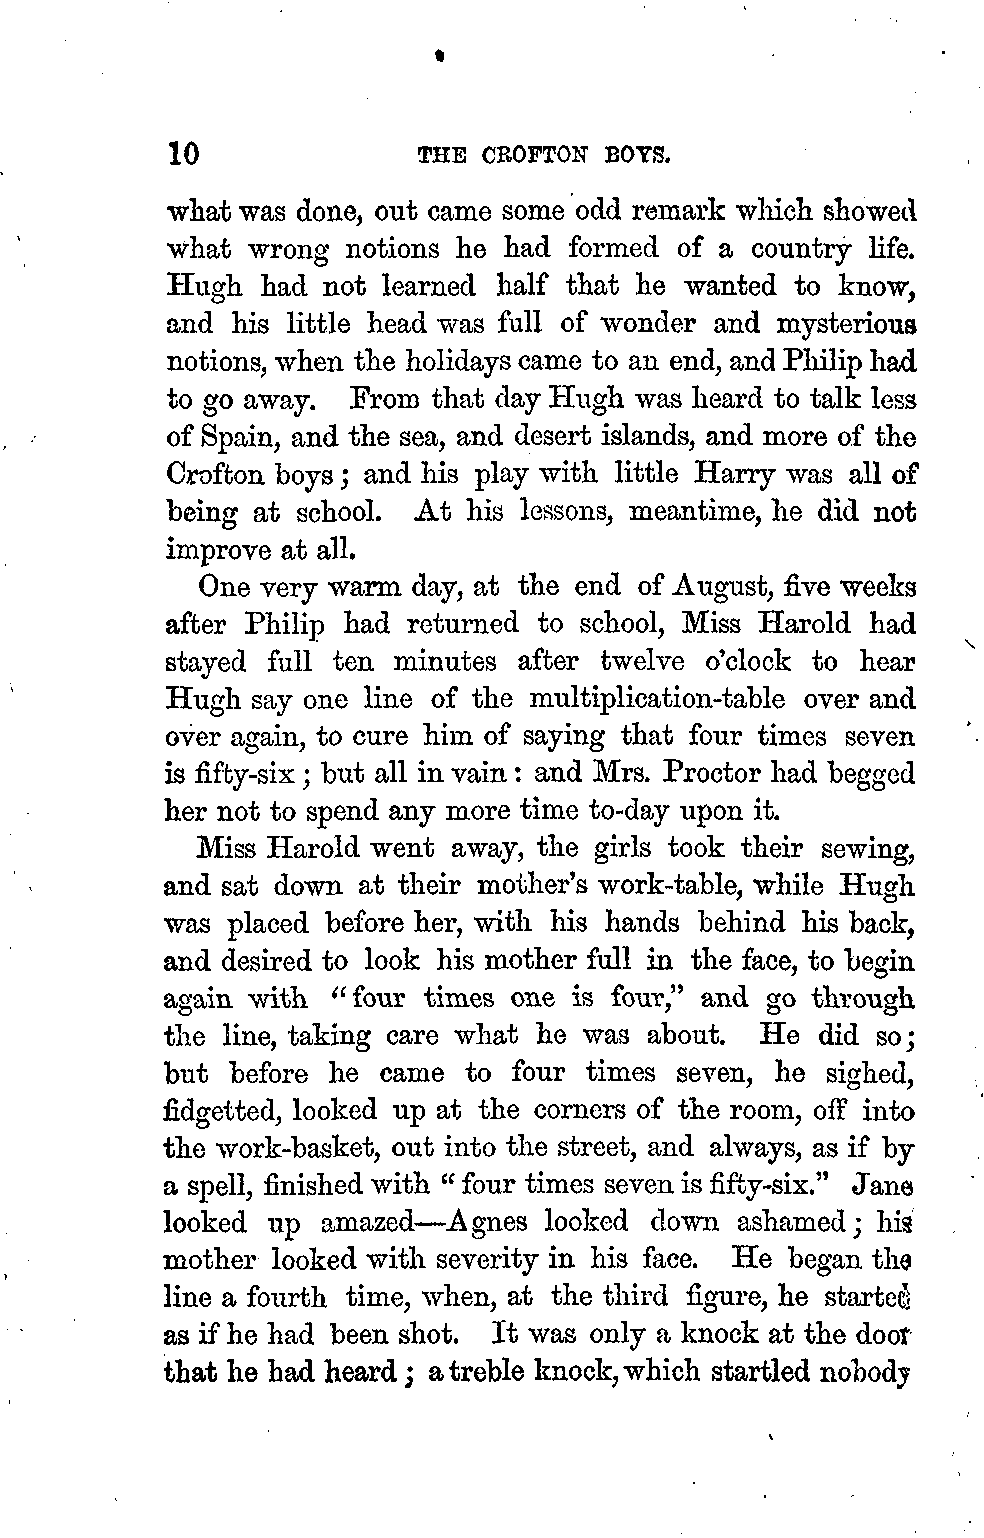 10 THE CROFTON BOYS.
what was done, out came some odd remark which showed
what wrong notions he had formed of a country life.
Hugh had not learned half that he wanted to know,
and his little head was full of wonder and mysterious
notions, when the holidays came to an end, and Philip had
to go away. From that day Hugh was heard to talk less
of Spain, and the sea, and desert islands, and more of the
Crofton boys; and his play with little Harry was all of
being at school. At his lessons, meantime, he did not
improve at all.
One very warm day, at the end of August, five weeks
after Philip had returned to school, Miss Harold had
stayed full ten minutes after twelve o'clock to hear
Hugh say one line of the multiplication-table over and
over again, to cure him of saying that four times seven
is fifty-six; but all in vain: and Mrs. Proctor had begged
her not to spend any more time to-day upon it.
Miss Harold went away, the girls took their sewing,
and sat down at their mother's work-table, while Hugh
was placed before her, with his hands behind his back,
and desired to look his mother full in the face, to begin
again with "four times one is four," and go through
the line, taking care what he was about. He did so;
but before he came to four times seven, he sighed,
fidgetted, looked up at the corners of the room, off into
the work-basket, out into the street, and always, as if by
a spell, finished with "four times seven is fifty-six." Jane
looked up amazed—Agnes looked down ashamed; his
mother looked with severity in his face. He began the
line a fourth time, when, at the third figure, he started
as if he had been shot. It was only a knock at the door
that he had heard; a treble knock, which startled nobody